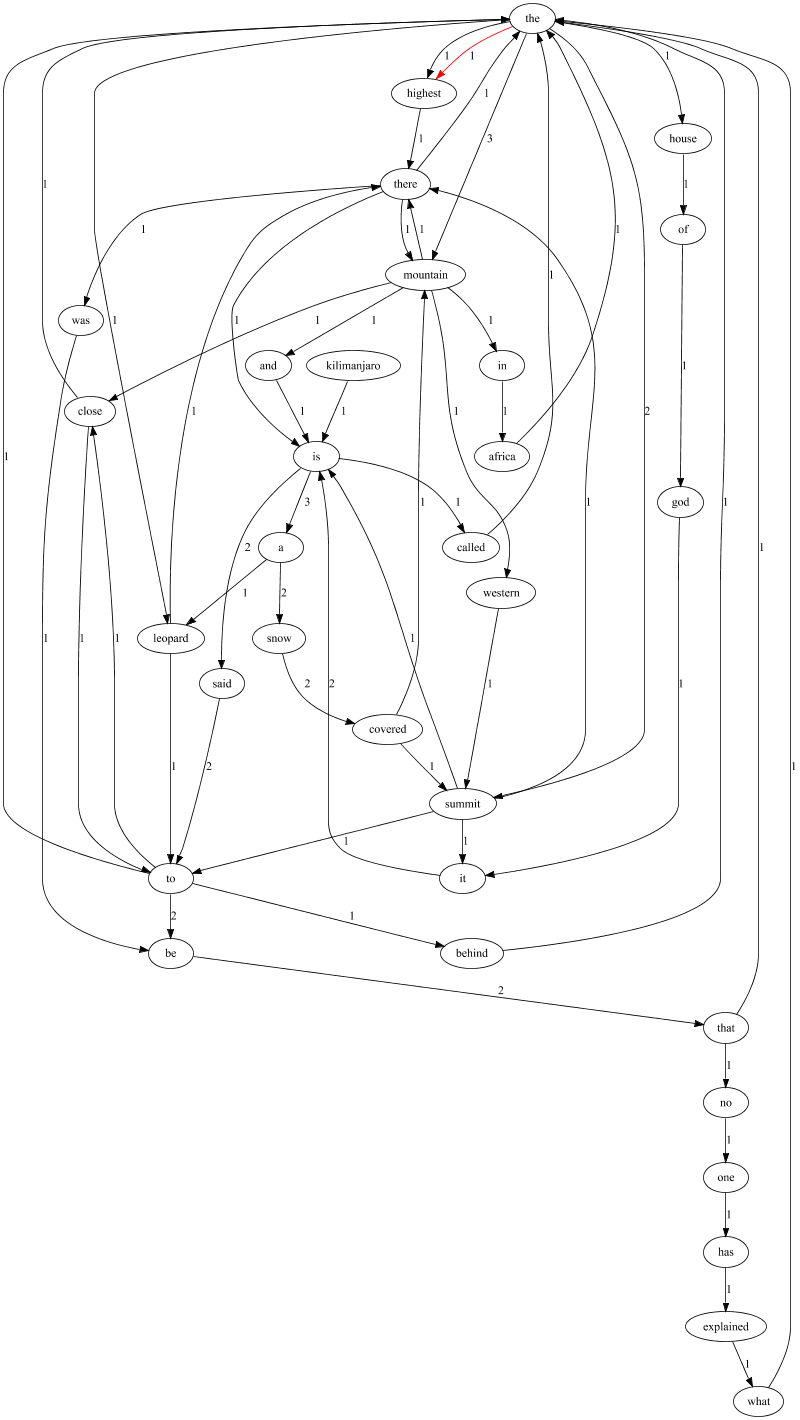 the
1 1 1
highest
1 1 3
house
there
1
1 1 1
of
mountain
1
was 1 1 1 1 1
and kilimanjaro in
1 1 1 1
close africa
1 2
is
1 1 1 1
3 1
2 a called
god
1 2 western
leopard snow
1 1 1 1 2 2 said 1 1
covered
1 2 1
summit
1 1
to it
2 1
be behind
2
that
1
no
1
one
1
has
1
explained
1
what
1